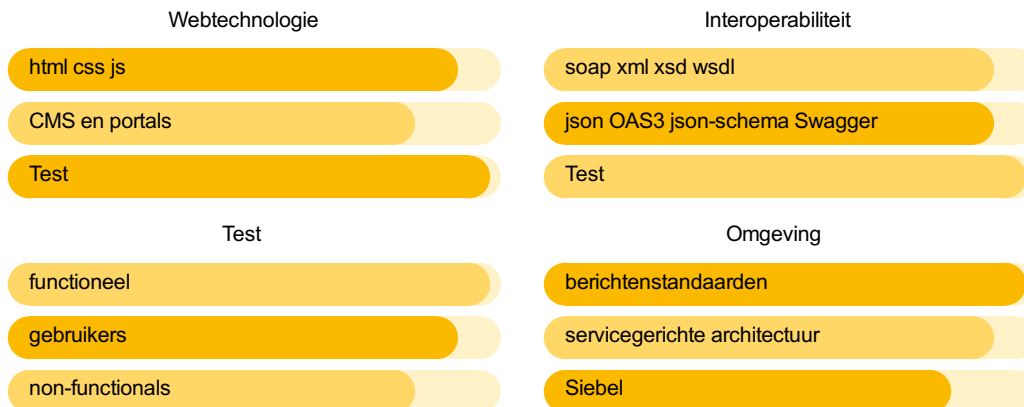 Webtechnologie
html css js
CMS en portals
Test
Interoperabiliteit
soap xml xsd wsdl
json OAS3 json-schema Swagger
Test
Test
functioneel
gebruikers
non-functionals
Omgeving
berichtenstandaarden
servicegerichte architectuur
Siebel